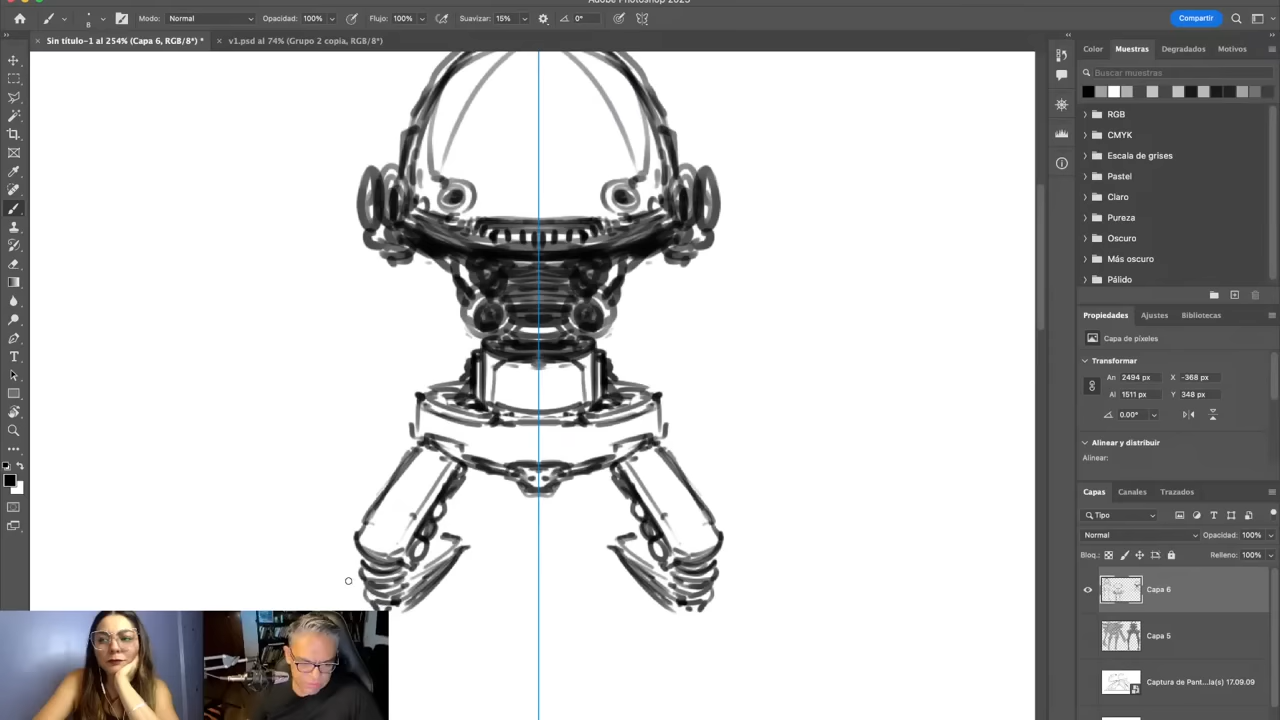 Adobe Photoshop 2023
8
Modo: Normal
Opacidad: 100%
Flujo: 100%
Suavizar: 15%
0°
Compartir
× Sin título-1 al 254% (Capa 6, RGB/8*) *
× v1.psd al 74% (Grupo 2 copia, RGB/8*)
Color
Muestras
Degradados
Motivos
Buscar muestras
RGB
CMYK
Escala de grises
Pastel
Claro
Pureza
Oscuro
Más oscuro
Pálido
Propiedades
Ajustes
Bibliotecas
Capa de píxeles
Transformar
An 2494 px
X -368 px
Al 1511 px
Y 348 px
0.00°
Alinear y distribuir
Alinear:
Capas
Canales
Trazados
Tipo
Normal
Opacidad: 100%
Bloq.:
Relleno: 100%
Capa 6
Capa 5
Captura de Pant...la(s) 17.09.09